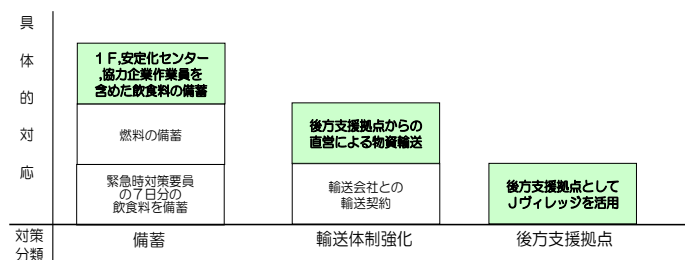 具体的対応
１Ｆ,安定化センター
,協力企業作業員を
含めた飲食料の備蓄
燃料の備蓄
緊急時対策要員
の７日分の
飲食料を備蓄
後方支援拠点からの
直営による物資輸送
輸送会社との
輸送契約
後方支援拠点として
Ｊヴィレッジを活用
対策
分類
備蓄
輸送体制強化
後方支援拠点